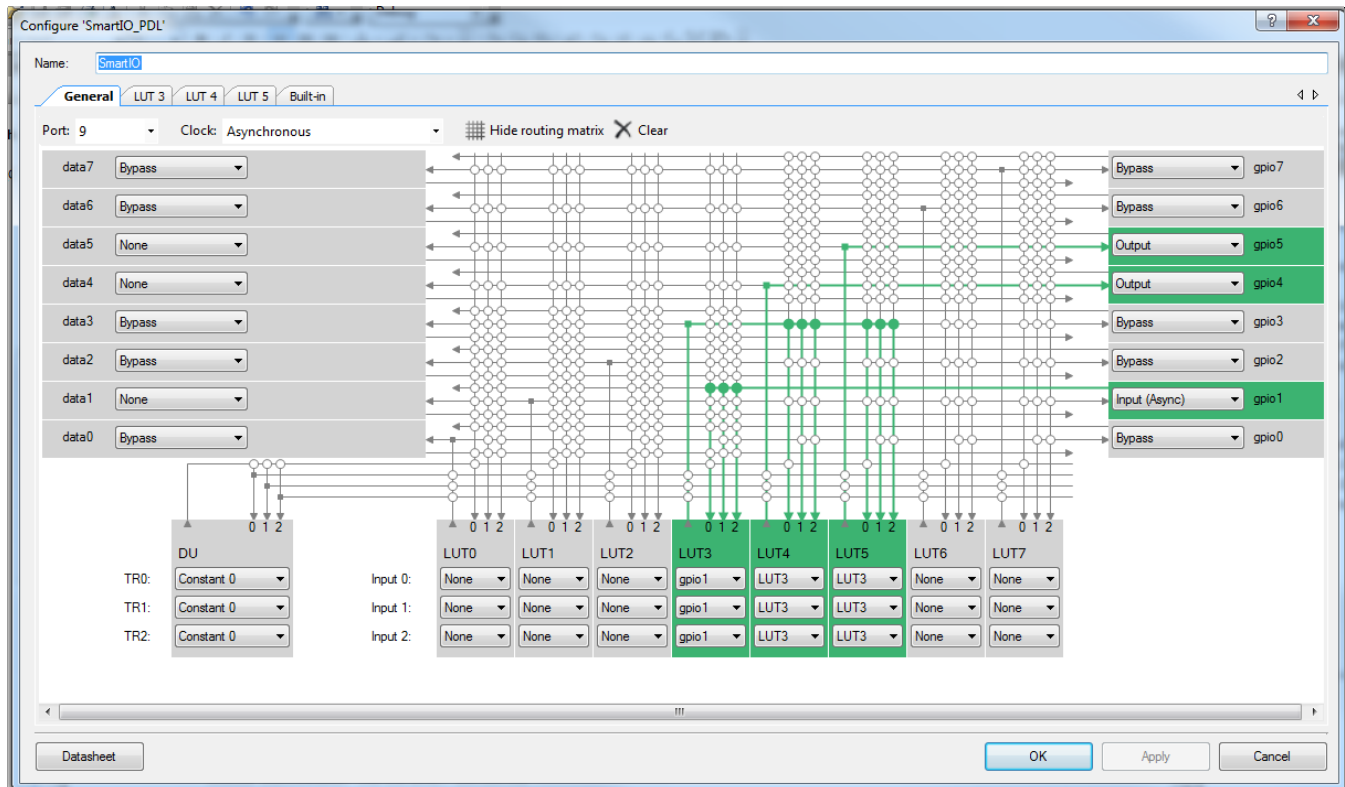 Configure 'SmartIO_PDL'
Name: SmartIO
General LUT 3 LUT 4 LUT 5 Built-in
Port: 9 Clock: Asynchronous Hide routing matrix Clear
data7 Bypass Bypass gpio7
data6 Bypass Bypass gpio6
data5 None Output gpio5
data4 None Output gpio4
data3 Bypass Bypass gpio3
data2 Bypass Bypass gpio2
data1 None Input (Async) gpio1
data0 Bypass Bypass gpio0
0 1 2 0 1 2 0 1 2 0 1 2 0 1 2 0 1 2 0 1 2 0 1 2 0 1 2
DU LUT0 LUT1 LUT2 LUT3 LUT4 LUT5 LUT6 LUT7
TR0: Constant 0 Input 0: None None None gpio1 LUT3 LUT3 None None
TR1: Constant 0 Input 1: None None None gpio1 LUT3 LUT3 None None
TR2: Constant 0 Input 2: None None None gpio1 LUT3 LUT3 None None
Datasheet OK Apply Cancel